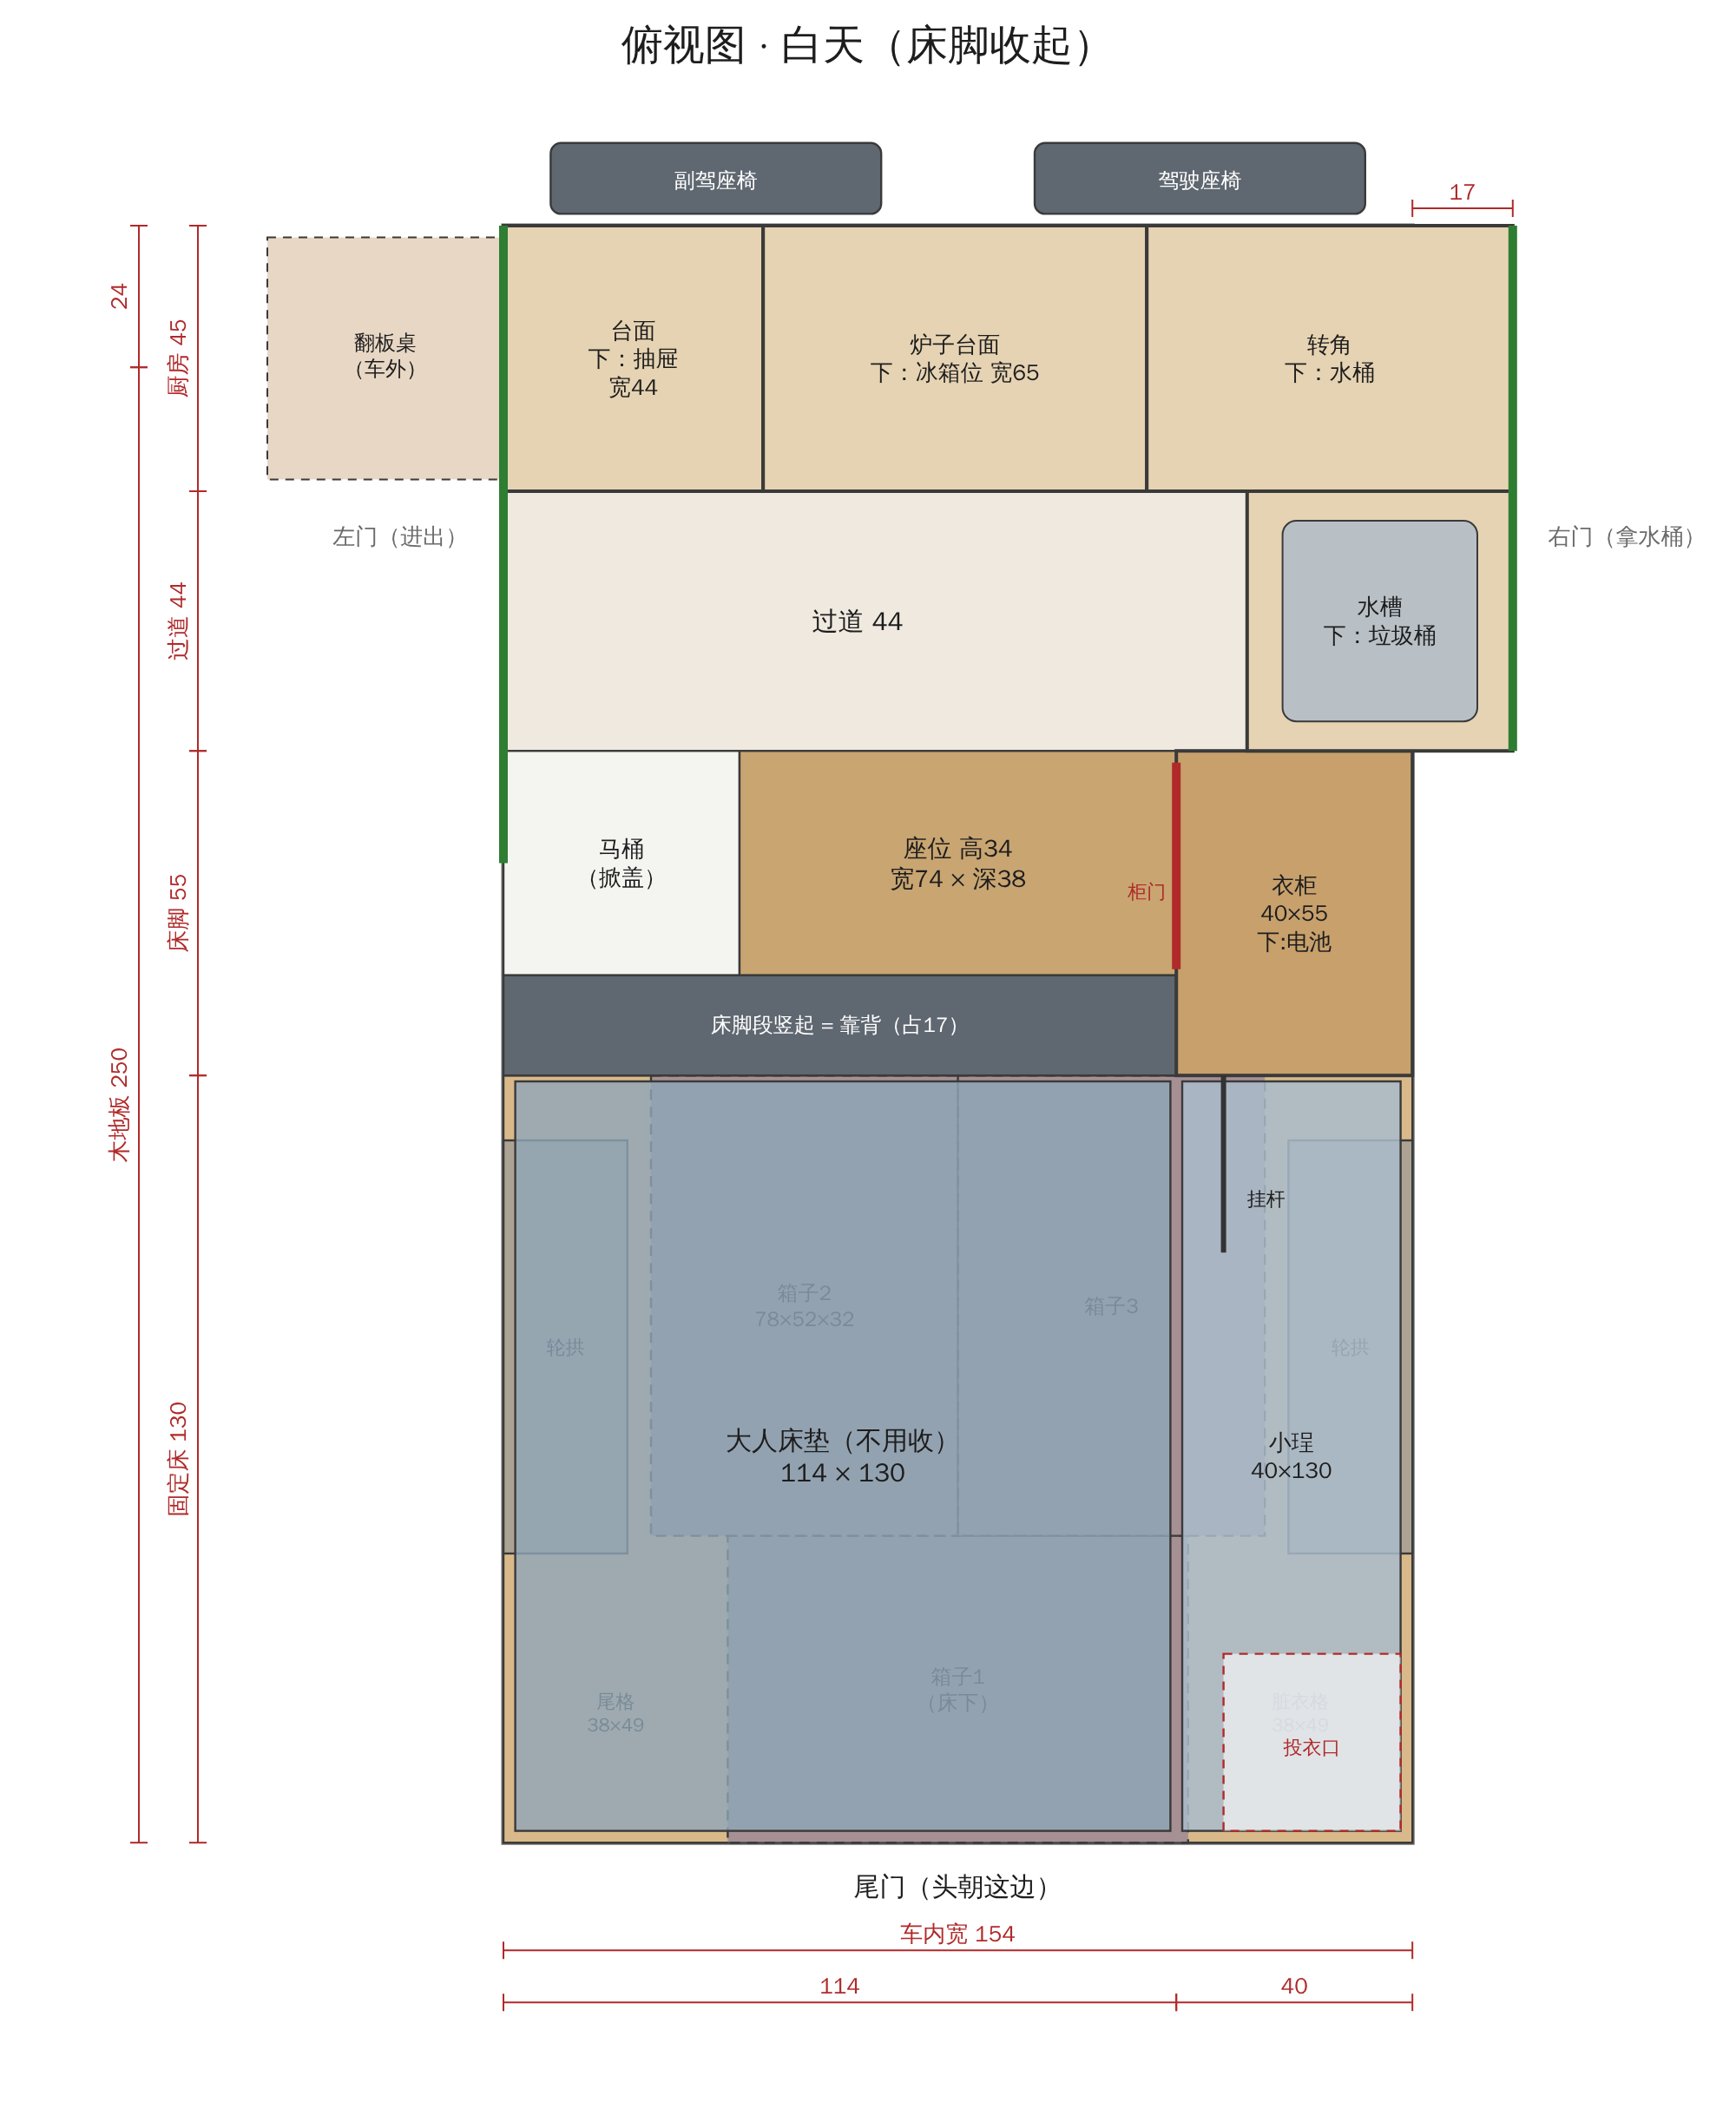 俯视图 · 白天（床脚收起）
副驾座椅
驾驶座椅
17
24
厨房 45
翻板桌
（车外）
台面
下：抽屉
宽44
炉子台面
下：冰箱位 宽65
转角
下：水桶
左门（进出）
右门（拿水桶）
过道 44
过道 44
水槽
下：垃圾桶
床脚 55
马桶
（掀盖）
座位 高34
宽74 × 深38
柜门
衣柜
40×55
下:电池
床脚段竖起 = 靠背（占17）
木地板 250
挂杆
箱子2
78×52×32
箱子3
轮拱
轮拱
固定床 130
大人床垫（不用收）
114 × 130
小珵
40×130
箱子1
（床下）
尾格
38×49
脏衣格
38×49
投衣口
尾门（头朝这边）
车内宽 154
114
40